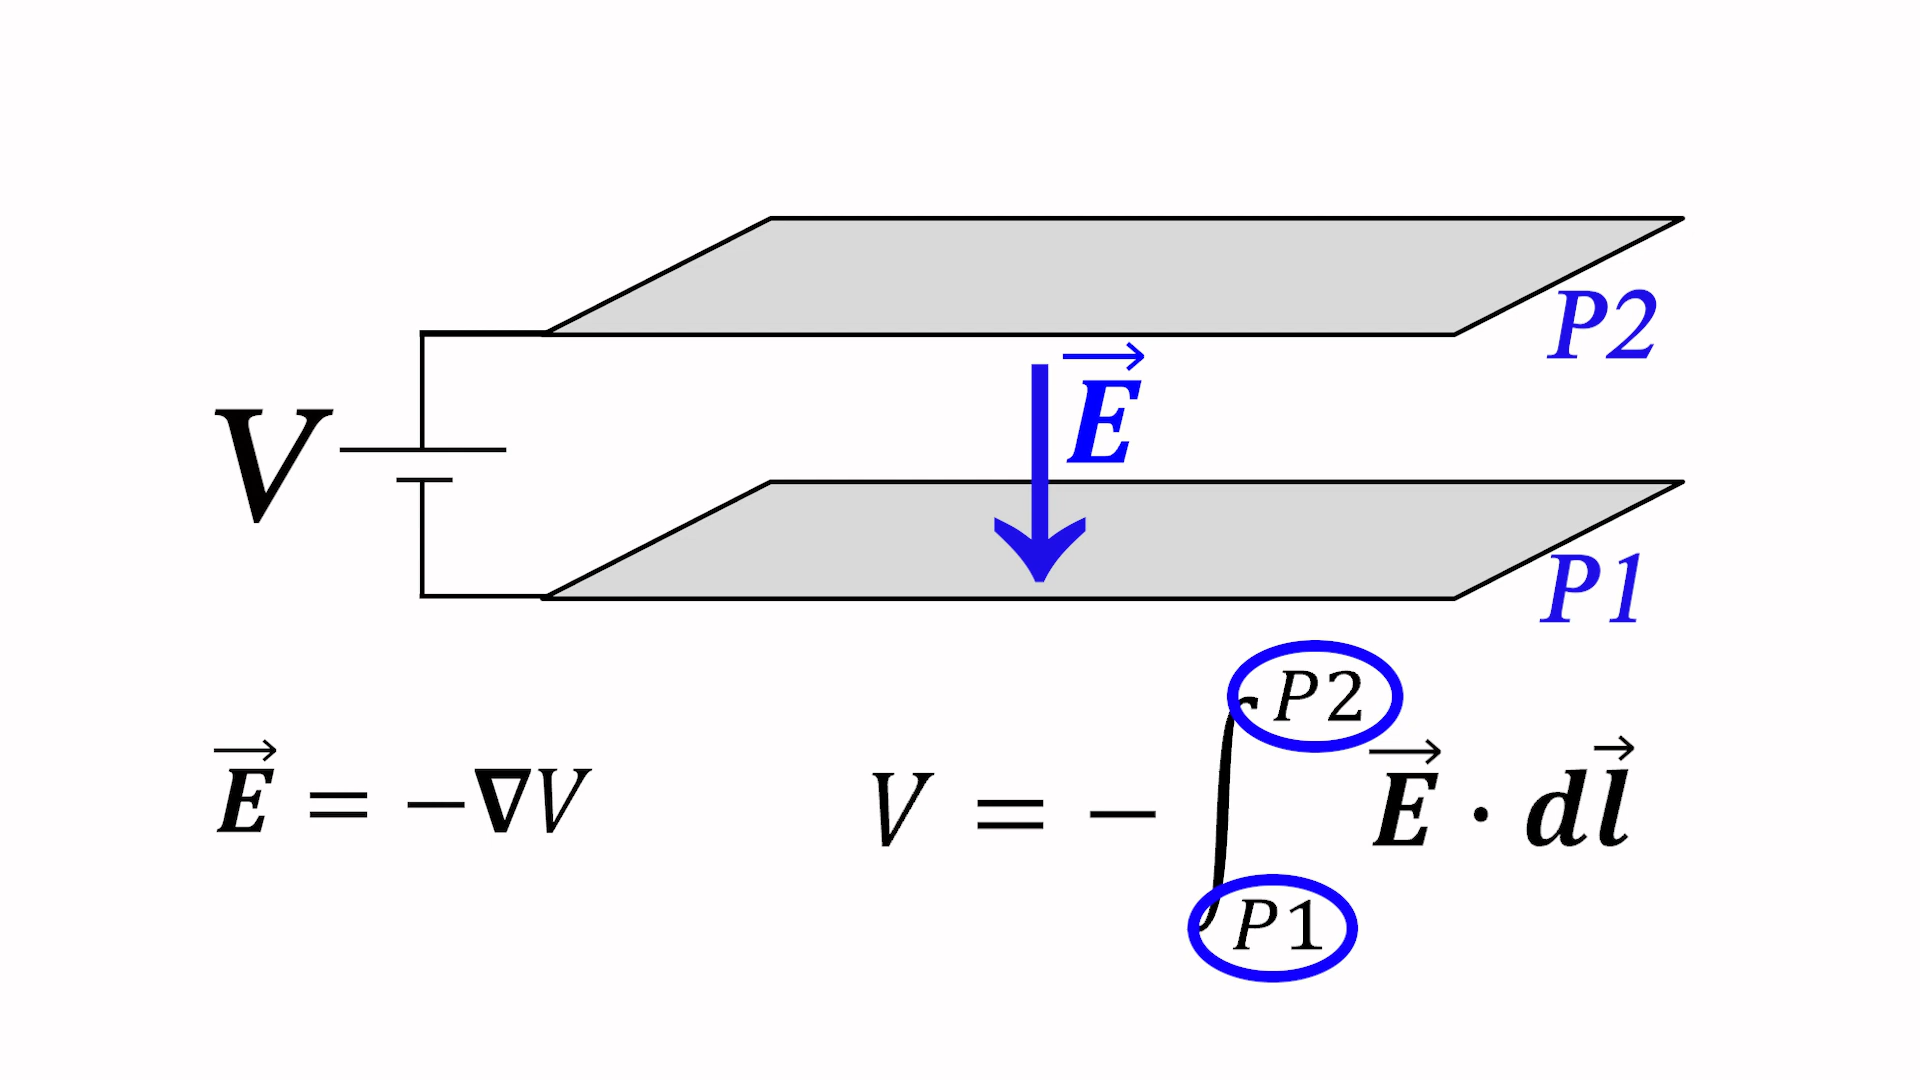 P2
E⃗
V
P1
E⃗ = −∇V
V = −∫_{P1}^{P2} E⃗ · dl⃗